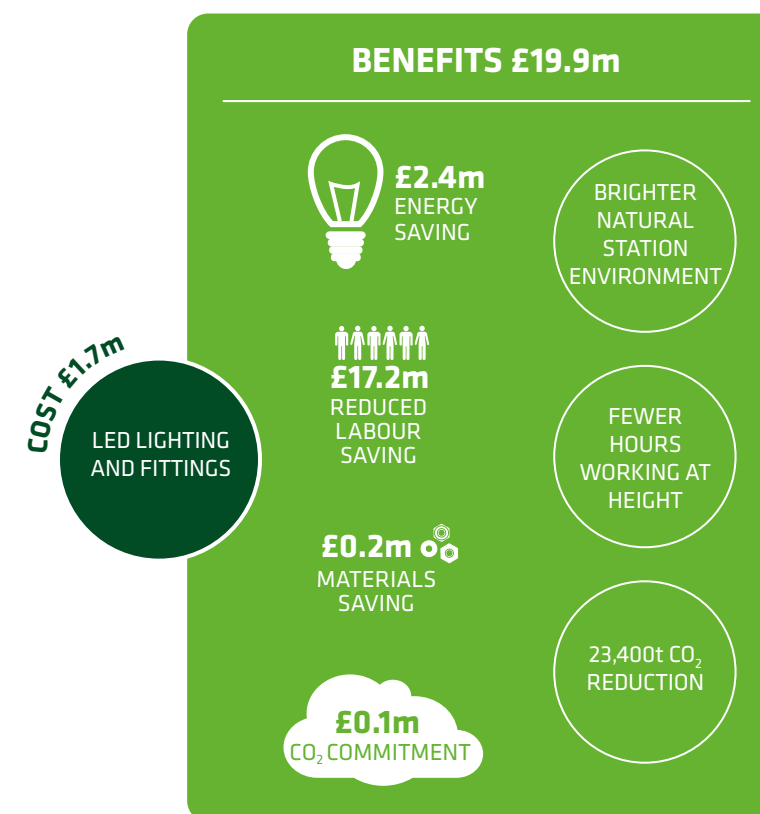 BENEFITS £19.9m
£2.4m
ENERGY
SAVING
BRIGHTER
NATURAL
STATION
ENVIRONMENT
COST £1.7m
LED LIGHTING
AND FITTINGS
£17.2m
REDUCED
LABOUR
SAVING
FEWER
HOURS
WORKING AT
HEIGHT
£0.2m
MATERIALS
SAVING
23,400t CO₂
REDUCTION
£0.1m
CO₂ COMMITMENT